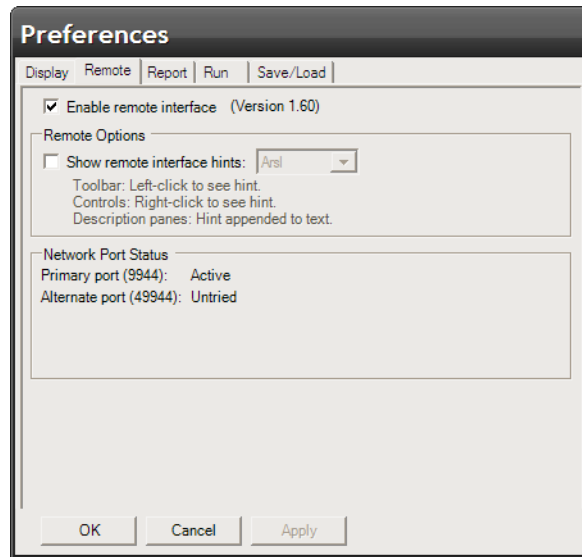 Preferences
Display Remote Report Run Save/Load
Enable remote interface (Version 1.60)
Remote Options
Show remote interface hints: Arsl
Toolbar: Left-click to see hint.
Controls: Right-click to see hint.
Description panes: Hint appended to text.
Network Port Status
Primary port (9944): Active
Alternate port (49944): Untried
OK Cancel Apply